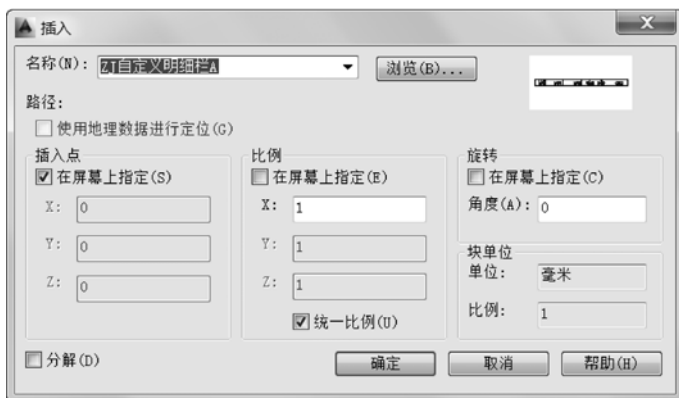 插入
名称(N): ZT自定义明细栏A 浏览(B)...
路径:
使用地理数据进行定位(G)
插入点 比例 旋转
在屏幕上指定(S) 在屏幕上指定(E) 在屏幕上指定(C)
X: 0 X: 1 角度(A): 0
Y: 0 Y: 1 块单位
单位: 毫米
Z: 0 Z: 1 比例: 1
统一比例(U)
分解(D) 确定 取消 帮助(H)